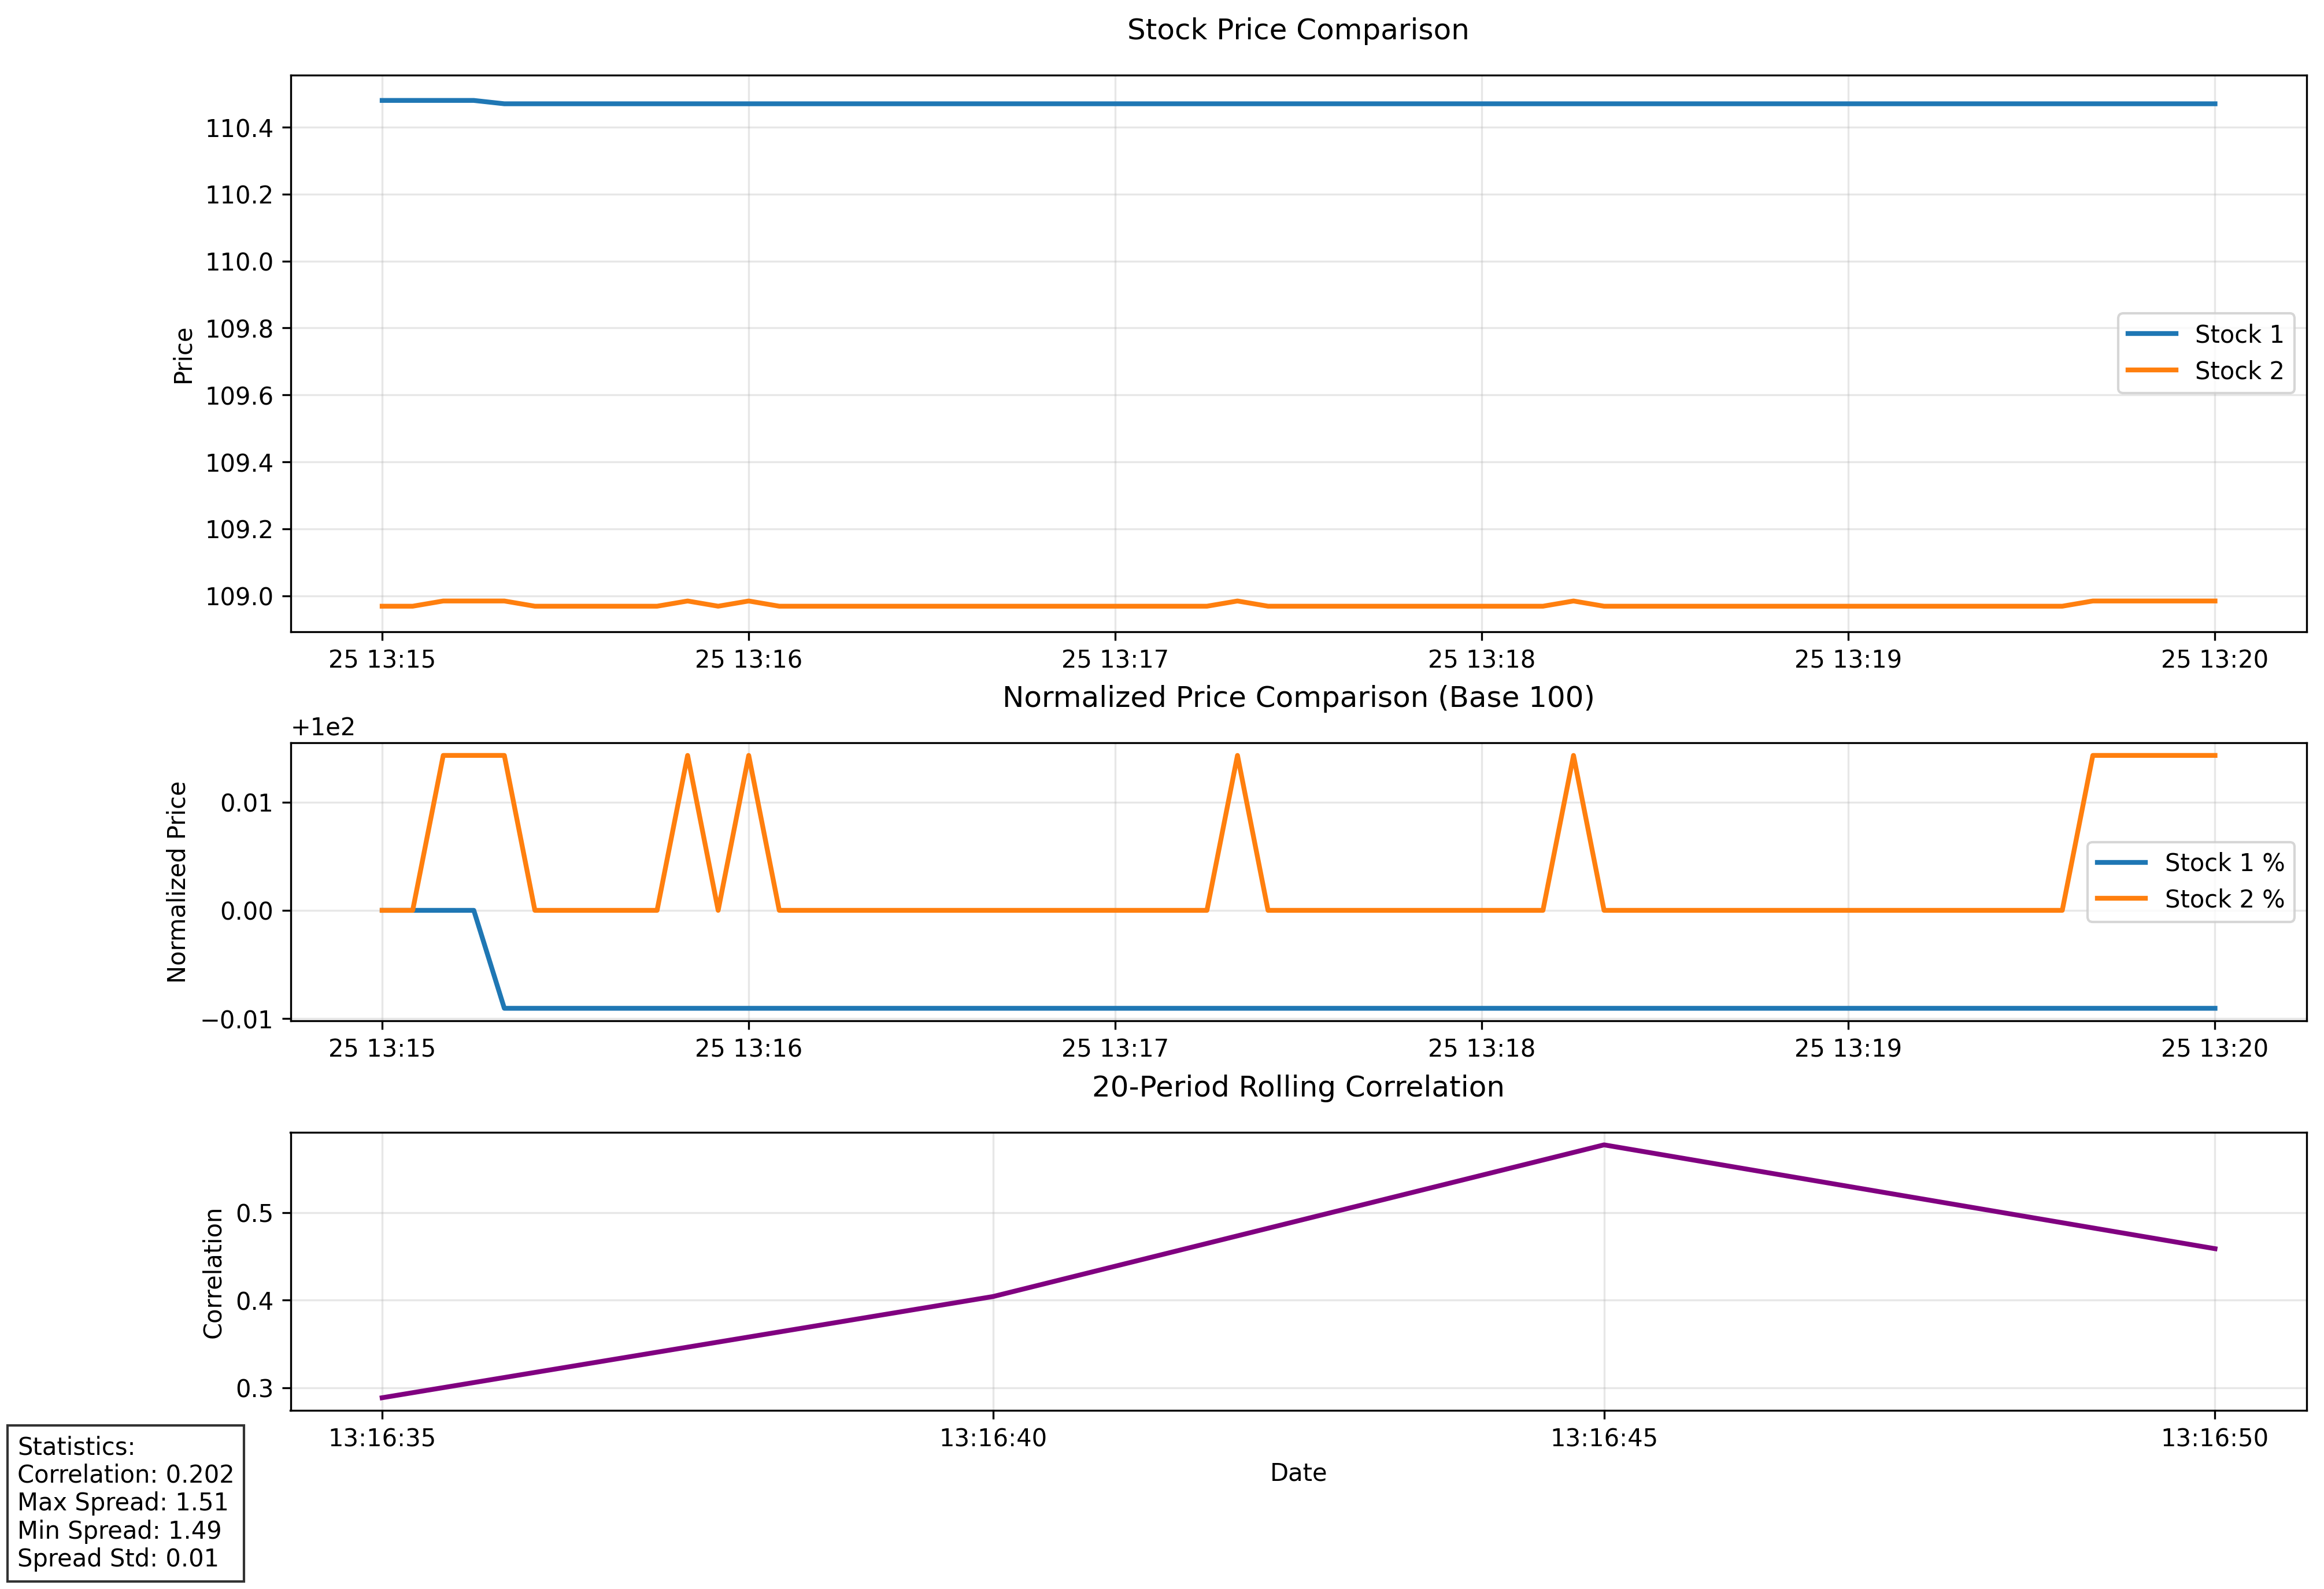 Stock Price Comparison
Price
110.4
110.2
110.0
109.8
109.6
109.4
109.2
109.0
Stock 1
Stock 2
25 13:15 25 13:16 25 13:17 25 13:18 25 13:19 25 13:20
Normalized Price Comparison (Base 100)
+1e2
Normalized Price
0.01
0.00
−0.01
Stock 1 %
Stock 2 %
25 13:15 25 13:16 25 13:17 25 13:18 25 13:19 25 13:20
20-Period Rolling Correlation
Correlation
0.5
0.4
0.3
13:16:35 13:16:40 13:16:45 13:16:50
Date
Statistics:
Correlation: 0.202
Max Spread: 1.51
Min Spread: 1.49
Spread Std: 0.01